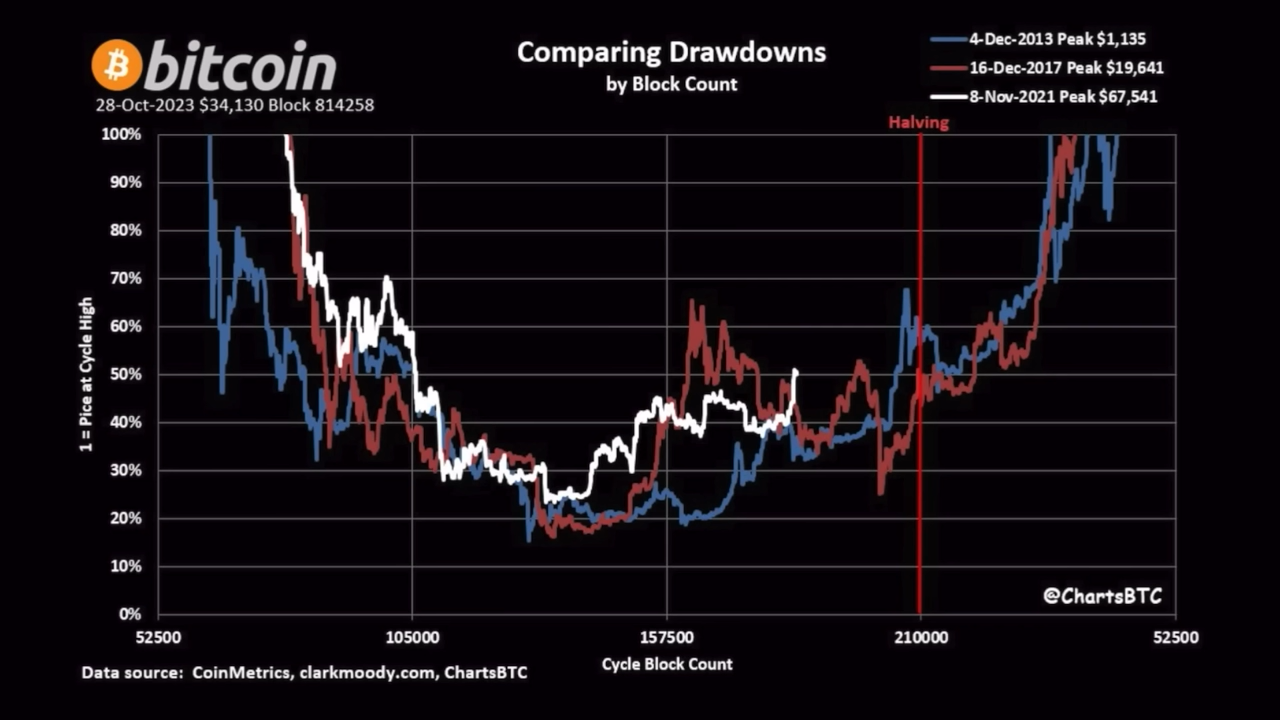 bitcoin
28-Oct-2023 $34,130 Block 814258
Comparing Drawdowns
by Block Count
4-Dec-2013 Peak $1,135
16-Dec-2017 Peak $19,641
8-Nov-2021 Peak $67,541
Halving
100%
90%
80%
70%
60%
50%
40%
30%
20%
10%
0%
1 = Pice at Cycle High
@ChartsBTC
52500 105000 157500 210000 52500
Cycle Block Count
Data source: CoinMetrics, clarkmoody.com, ChartsBTC